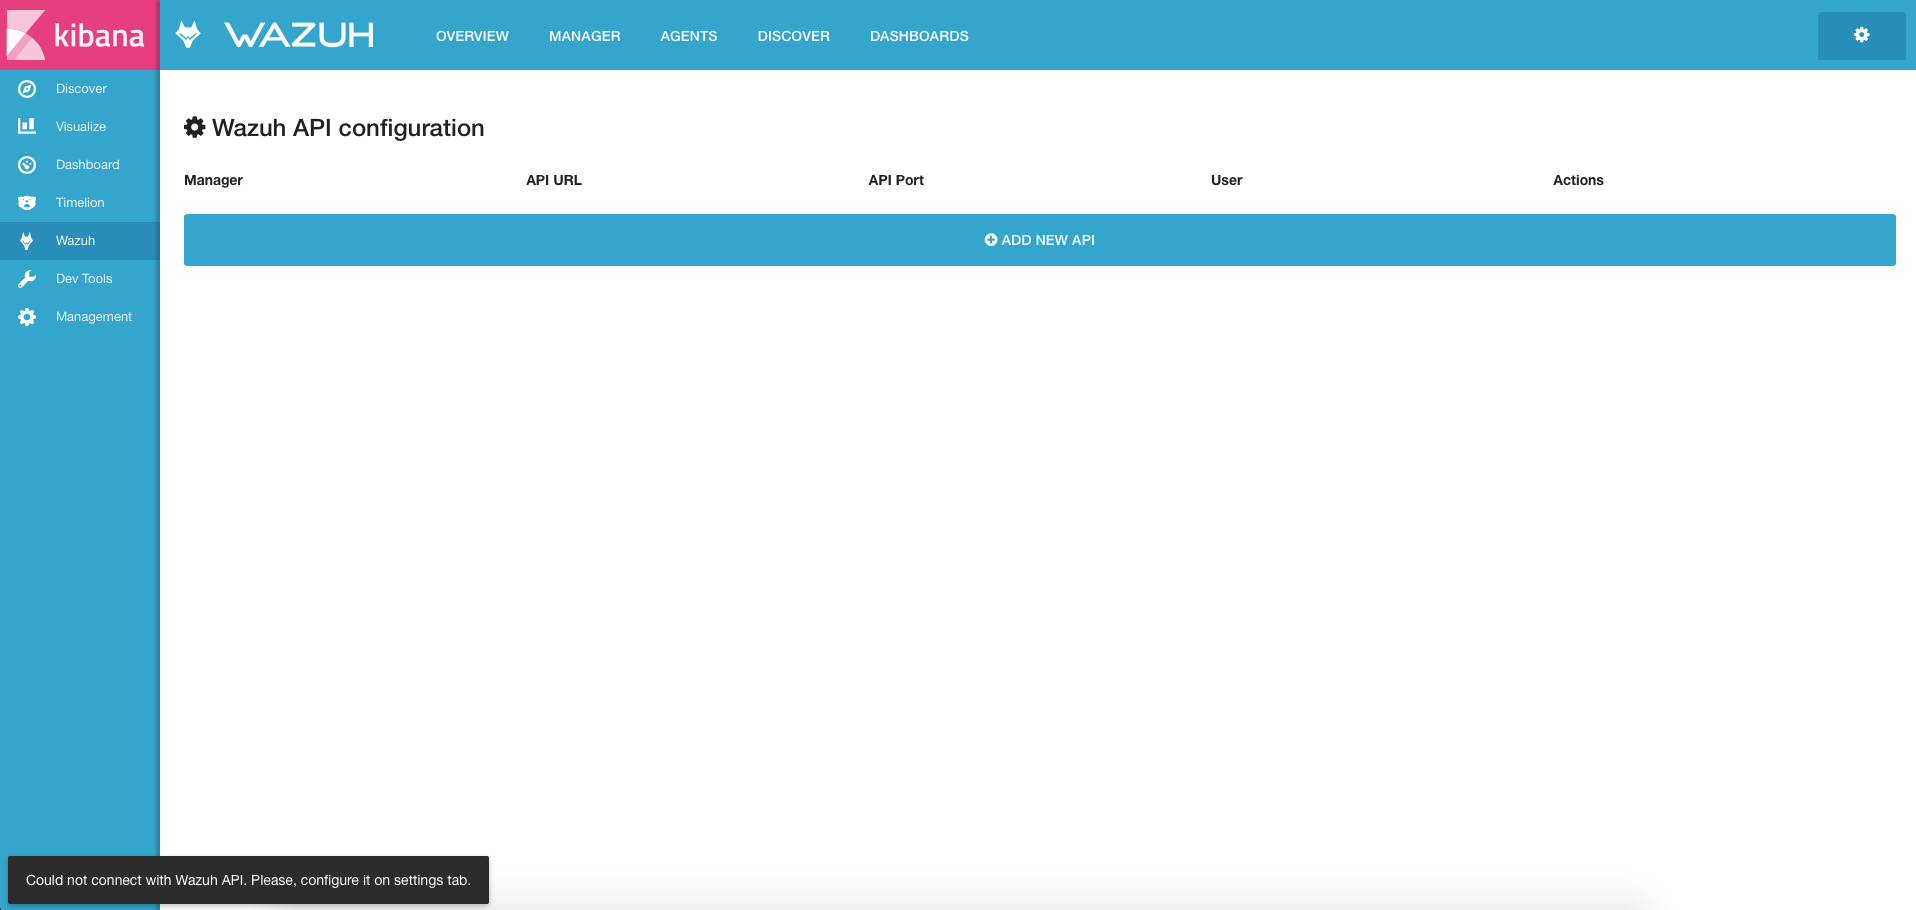 kibana
WAZUH
OVERVIEW
MANAGER
AGENTS
DISCOVER
DASHBOARDS
Discover
Visualize
Dashboard
Timelion
Wazuh
Dev Tools
Management
Wazuh API configuration
Manager
API URL
API Port
User
Actions
ADD NEW API
Could not connect with Wazuh API. Please, configure it on settings tab.